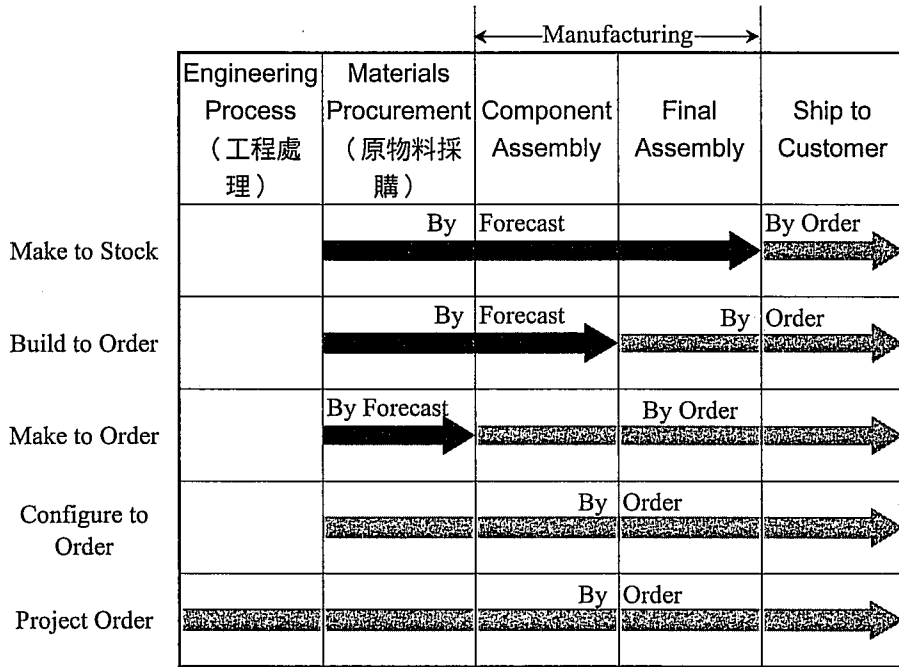 Manufacturing
Engineering Process （工程處理）
Materials Procurement （原物料採購）
Component Assembly
Final Assembly
Ship to Customer
Make to Stock
By Forecast
By Order
Build to Order
By Forecast
By Order
Make to Order
By Forecast
By Order
Configure to Order
By Order
Project Order
By Order